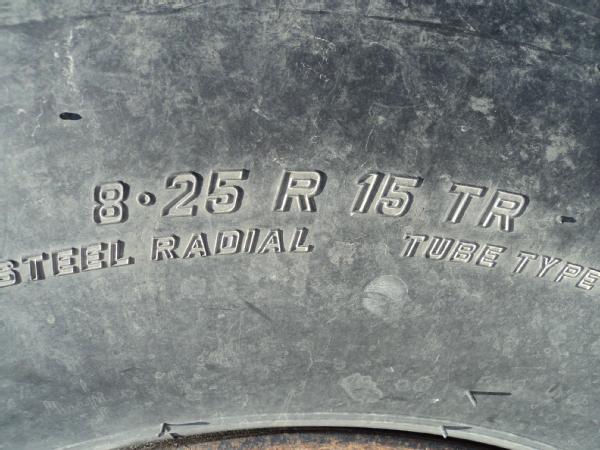 8·25 R 15 TR
STEEL RADIAL TUBE TYPE